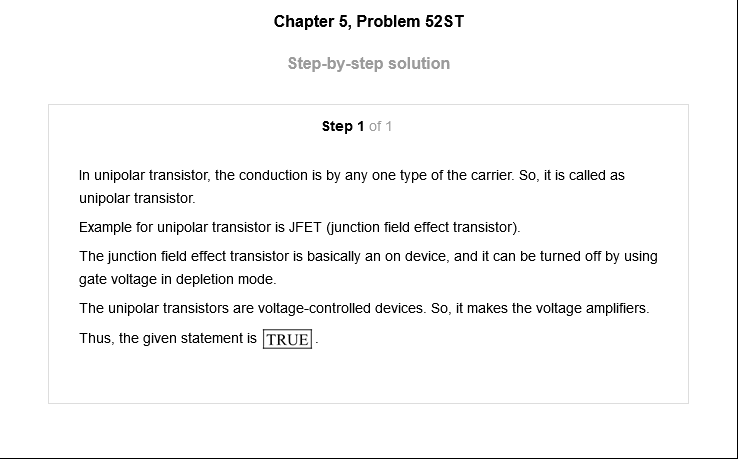 Chapter 5, Problem 52ST
Step-by-step solution
Step 1 of 1
In unipolar transistor, the conduction is by any one type of the carrier. So, it is called as
unipolar transistor.
Example for unipolar transistor is JFET (junction field effect transistor).
The junction field effect transistor is basically an on device, and it can be turned off by using
gate voltage in depletion mode.
The unipolar transistors are voltage-controlled devices. So, it makes the voltage amplifiers.
Thus, the given statement is TRUE.